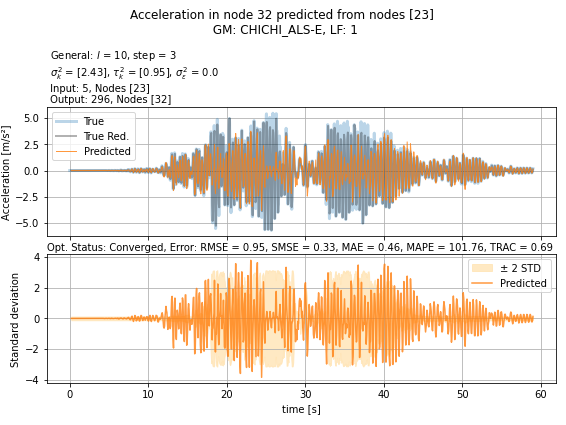 Acceleration in node 32 predicted from nodes [23]
GM: CHICHI_ALS-E, LF: 1
General: l = 10, step = 3
σ²ₖ = [2.43], τ²ₖ = [0.95], σ²ε = 0.0
Input: 5, Nodes [23]
Output: 296, Nodes [32]
Acceleration [m/s²]
5.0
2.5
0.0
−2.5
−5.0
True
True Red.
Predicted
Opt. Status: Converged, Error: RMSE = 0.95, SMSE = 0.33, MAE = 0.46, MAPE = 101.76, TRAC = 0.69
Standard deviation
4
2
0
−2
−4
± 2 STD
Predicted
0 10 20 30 40 50 60
time [s]